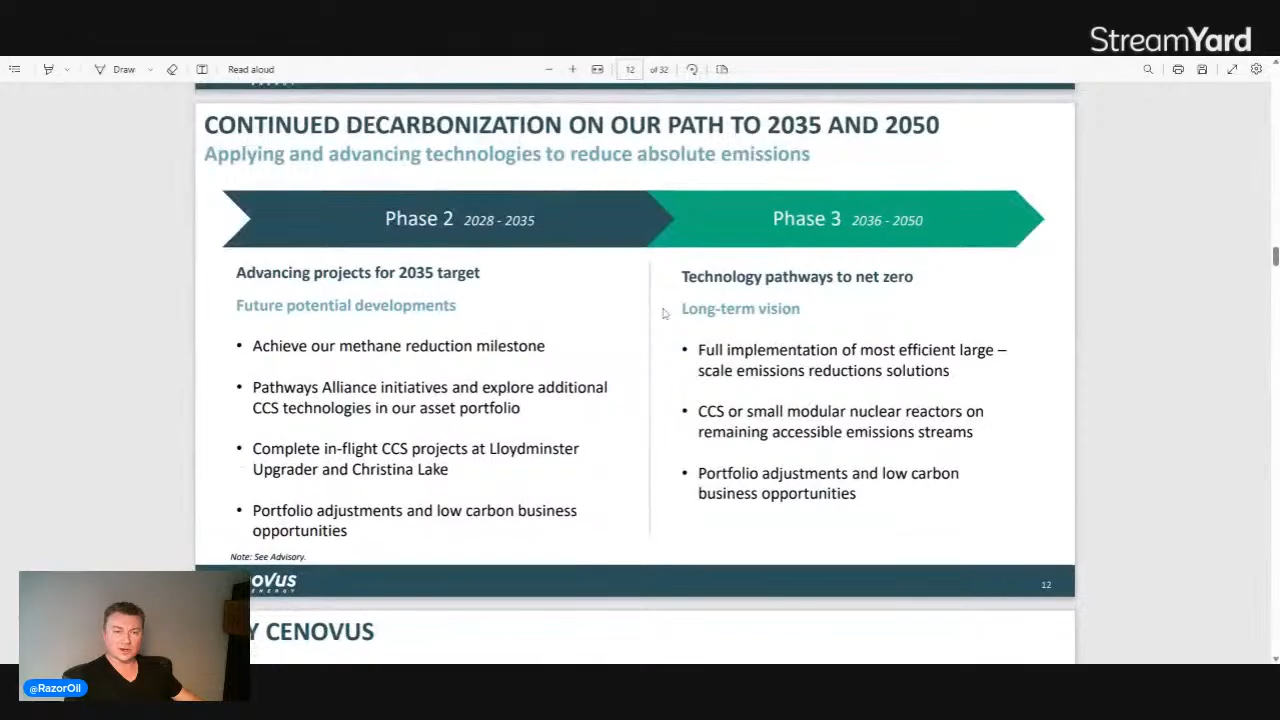 StreamYard
Draw
Read aloud
12 of 32
CONTINUED DECARBONIZATION ON OUR PATH TO 2035 AND 2050
Applying and advancing technologies to reduce absolute emissions
Phase 2 2028 - 2035
Phase 3 2036 - 2050
Advancing projects for 2035 target
Future potential developments
• Achieve our methane reduction milestone
• Pathways Alliance initiatives and explore additional
CCS technologies in our asset portfolio
• Complete in-flight CCS projects at Lloydminster
Upgrader and Christina Lake
• Portfolio adjustments and low carbon business
opportunities
Technology pathways to net zero
Long-term vision
• Full implementation of most efficient large –
scale emissions reductions solutions
• CCS or small modular nuclear reactors on
remaining accessible emissions streams
• Portfolio adjustments and low carbon
business opportunities
Note: See Advisory.
12
CENOVUS
@RazorOil